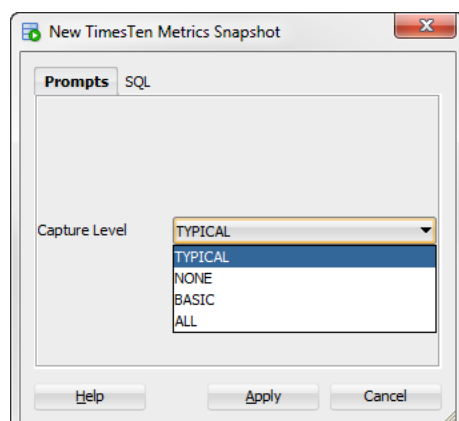 New TimesTen Metrics Snapshot
Prompts SQL
Capture Level TYPICAL
TYPICAL
NONE
BASIC
ALL
Help Apply Cancel